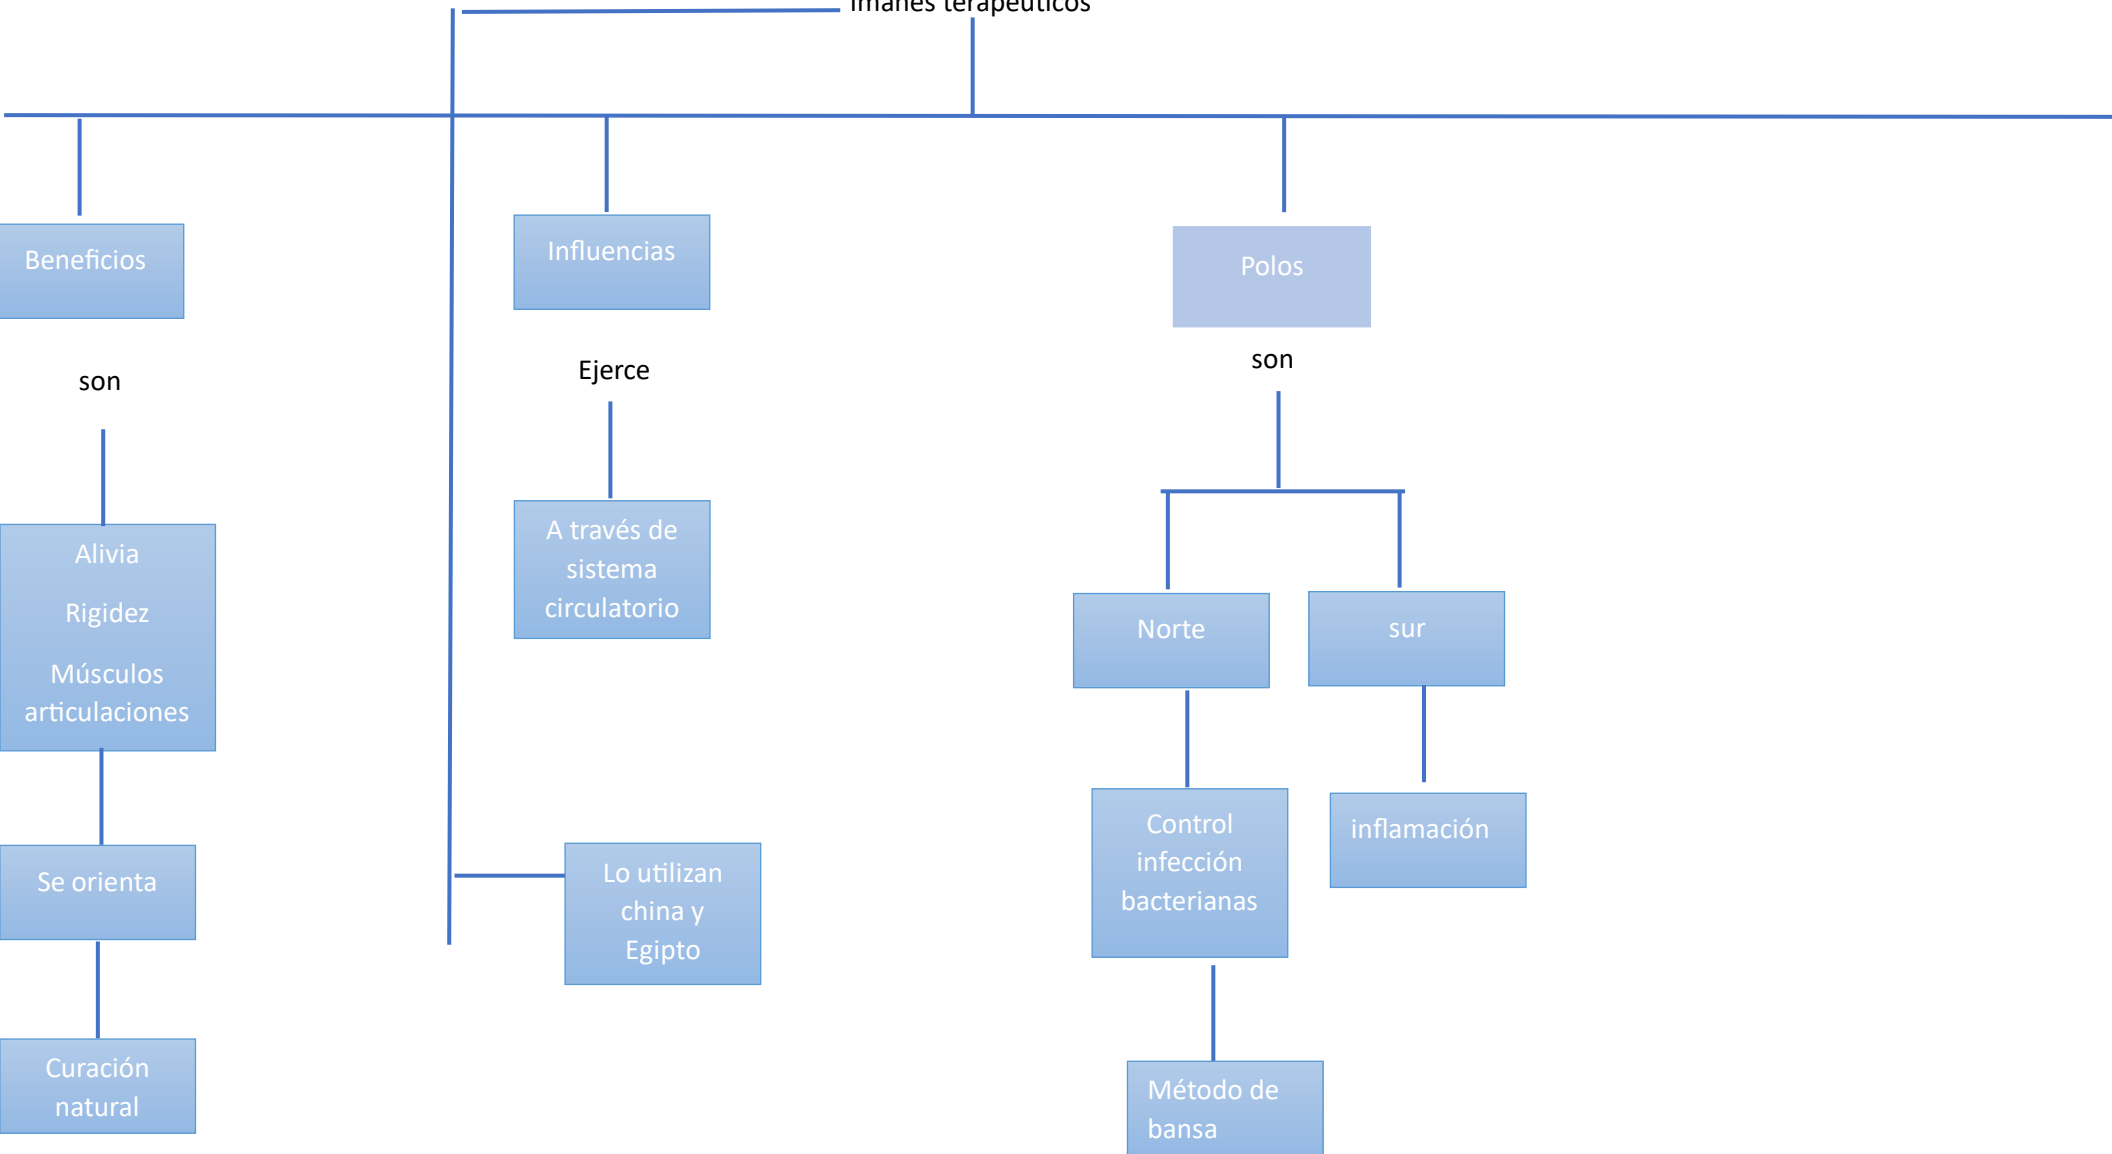 Imanes terapéuticos
Beneficios
Influencias
Polos
son
Ejerce
son
Alivia
Rigidez
Músculos
articulaciones
A través de
sistema
circulatorio
Norte
sur
Se orienta
Lo utilizan
china y
Egipto
Control
infección
bacterianas
inflamación
Curación
natural
Método de
bansa